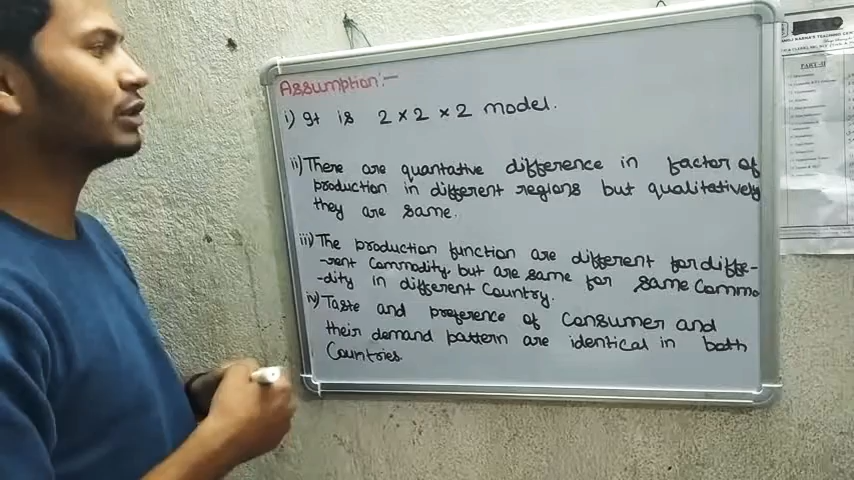 Assumption:-
i) It is 2 × 2 × 2 model.
ii) There are quantative difference in factor of
production in different regions but qualitatively
they are same.
iii) The production function are different for diffe-
-rent Commodity but are same for same Commo
-dity in different Country.
iv) Taste and preference of Consumer and
their demand pattern are identical in both
Countries.
PART-II